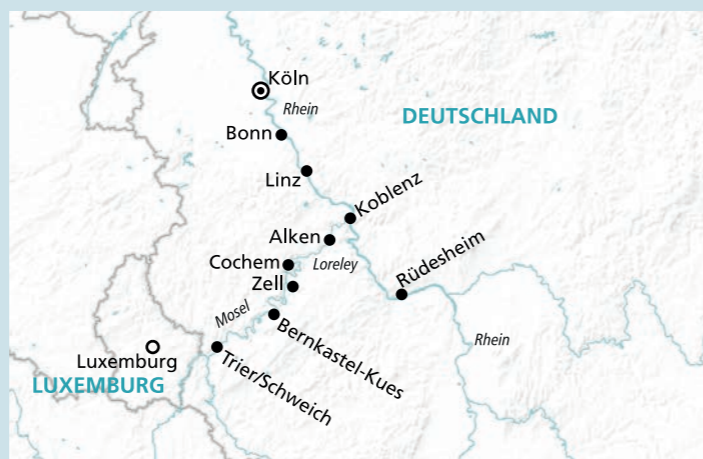 Köln
Rhein
DEUTSCHLAND
Bonn
Linz
Koblenz
Alken
Cochem
Loreley
Rüdesheim
Zell
Mosel
Bernkastel-Kues
Rhein
Luxemburg
Trier/Schweich
LUXEMBURG